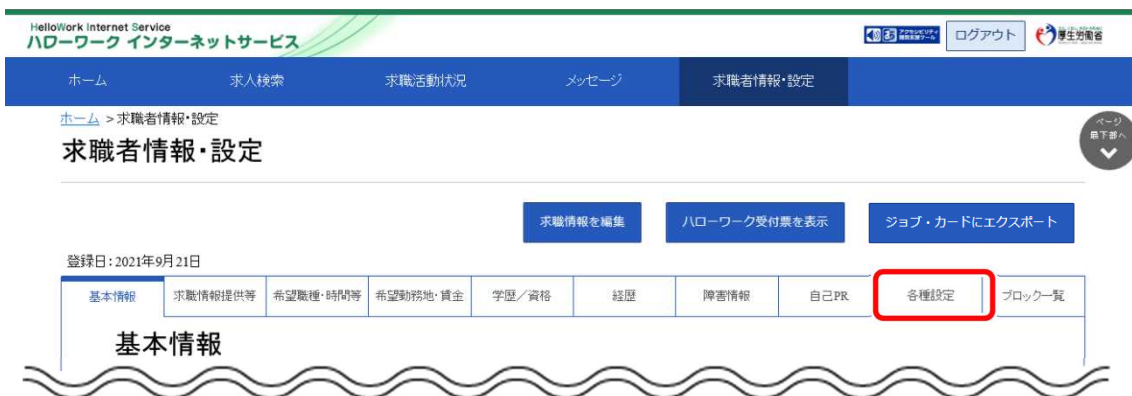 HelloWork Internet Service
ハローワーク インターネットサービス
ログアウト
厚生労働省
ホーム
求人検索
求職活動状況
メッセージ
求職者情報・設定
ホーム > 求職者情報・設定
ページ
最下部へ
求職者情報・設定
求職情報を編集
ハローワーク受付票を表示
ジョブ・カードにエクスポート
登録日：2021年9月21日
基本情報
求職情報提供等
希望職種・時間等
希望勤務地・賃金
学歴／資格
経歴
障害情報
自己PR
各種設定
ブロック一覧
基本情報